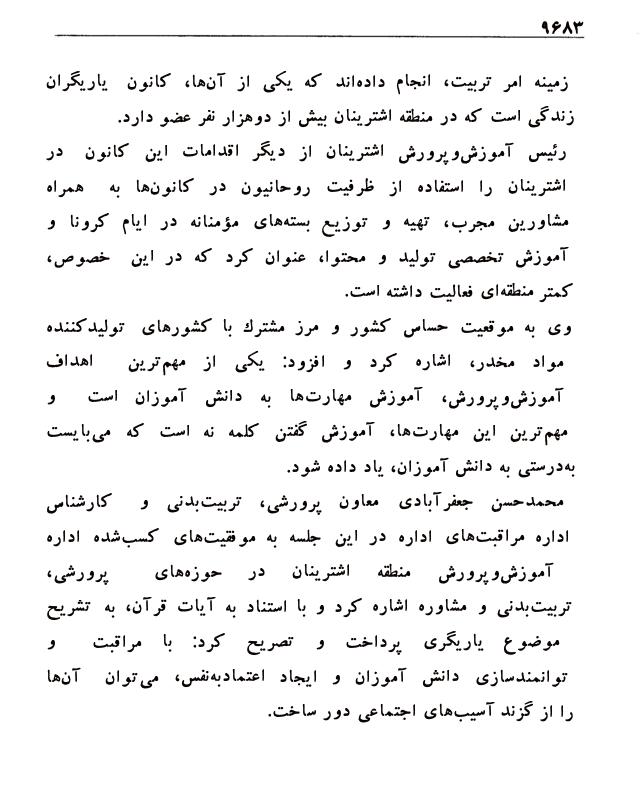 ۹۶۸۳
زمینه امر تربیت، انجام داده‌اند که یکی از آن‌ها، کانون یاریگران
زندگی است که در منطقه اشترینان بیش از دوهزار نفر عضو دارد.
رئیس آموزش‌وپرورش اشترینان از دیگر اقدامات این کانون در
اشترینان را استفاده از ظرفیت روحانیون در کانون‌ها به همراه
مشاورین مجرب، تهیه و توزیع بسته‌های مؤمنانه در ایام کرونا و
آموزش تخصصی تولید و محتوا، عنوان کرد که در این خصوص،
کمتر منطقه‌ای فعالیت داشته است.
وی به موقعیت حساس کشور و مرز مشترك با کشورهای تولیدکننده
مواد مخدر، اشاره کرد و افزود: یکی از مهم‌ترین اهداف
آموزش‌وپرورش، آموزش مهارت‌ها به دانش آموزان است و
مهم‌ترین این مهارت‌ها، آموزش گفتن کلمه نه است که می‌بایست
به‌درستی به دانش آموزان، یاد داده شود.
محمدحسن جعفرآبادی معاون پرورشی، تربیت‌بدنی و کارشناس
اداره مراقبت‌های اداره در این جلسه به موفقیت‌های کسب‌شده اداره
آموزش‌وپرورش منطقه اشترینان در حوزه‌های پرورشی،
تربیت‌بدنی و مشاوره اشاره کرد و با استناد به آیات قرآن، به تشریح
موضوع یاریگری پرداخت و تصریح کرد: با مراقبت و
توانمندسازی دانش آموزان و ایجاد اعتمادبه‌نفس، می‌توان آن‌ها
را از گزند آسیب‌های اجتماعی دور ساخت.